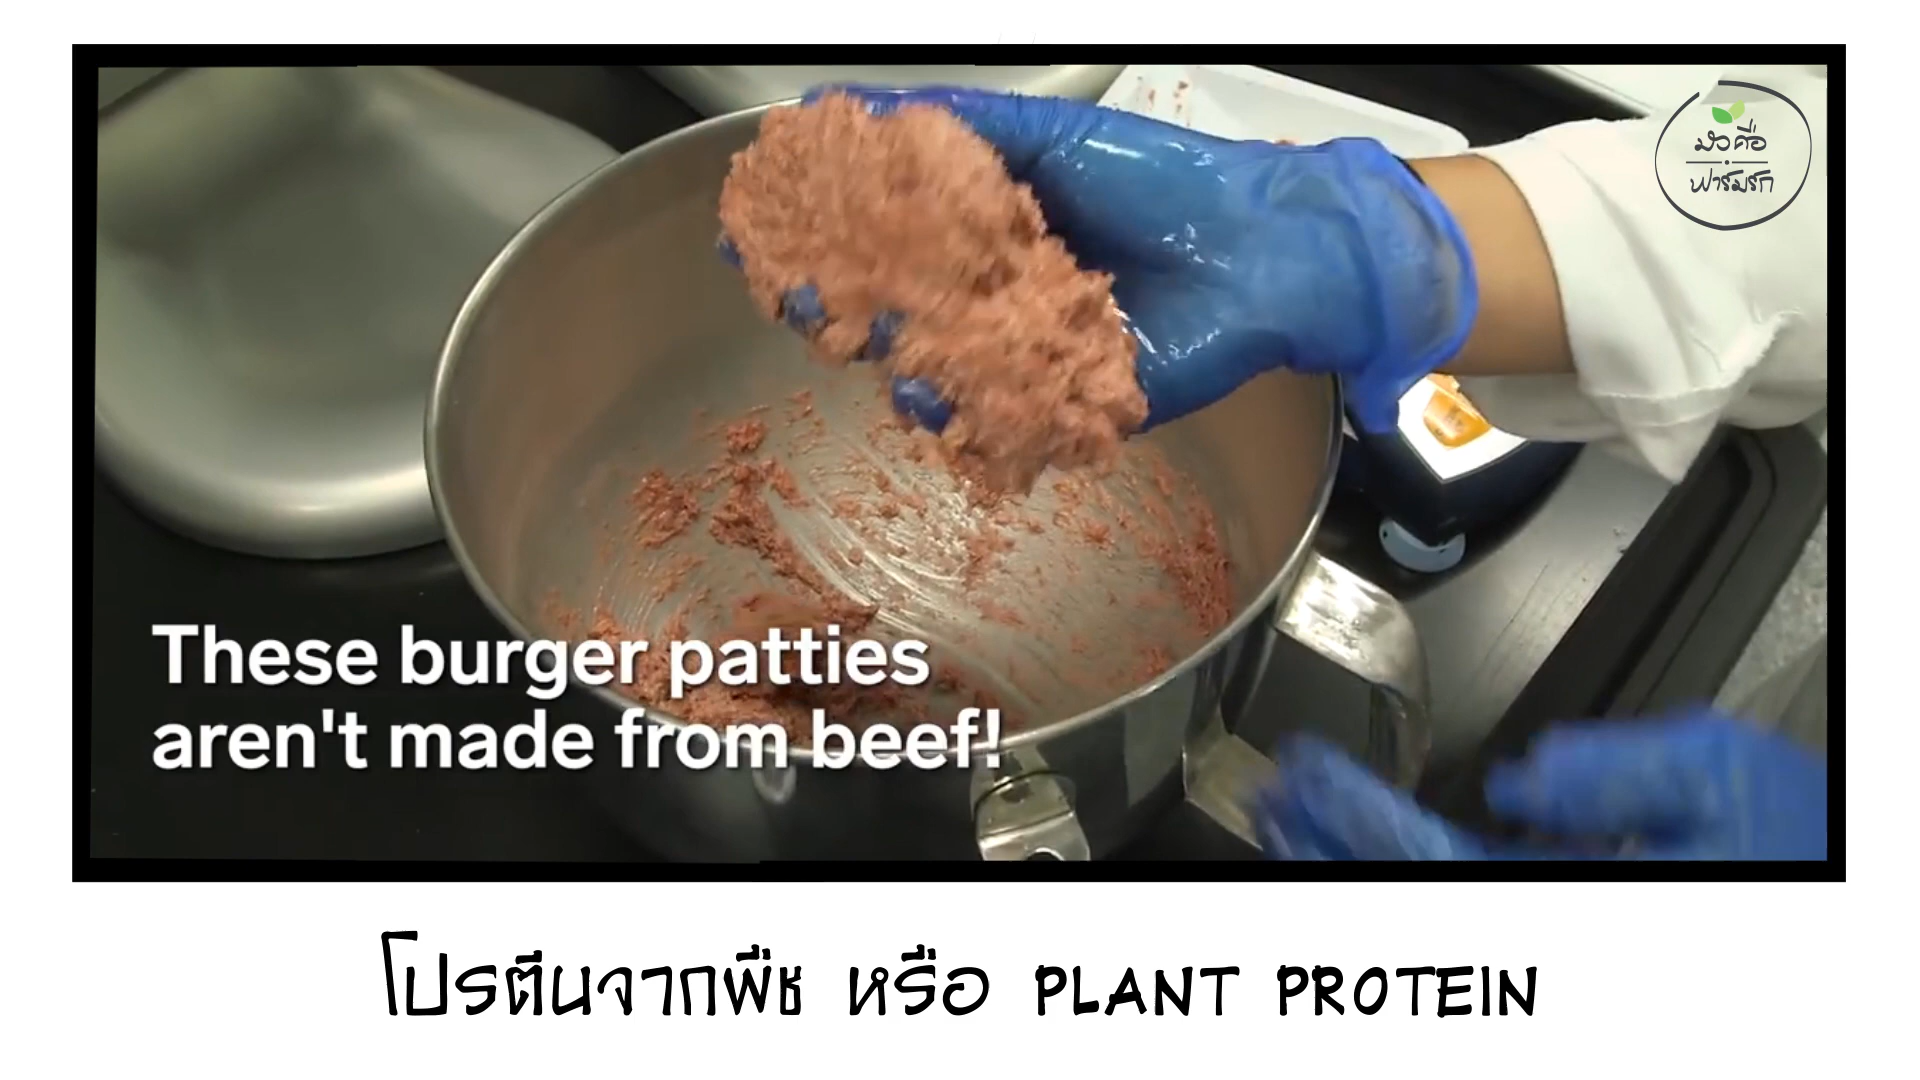 มัวคือ
ฟาร์มรัก
These burger patties
aren't made from beef!
โปรตีนจากพืช หรือ PLANT PROTEIN